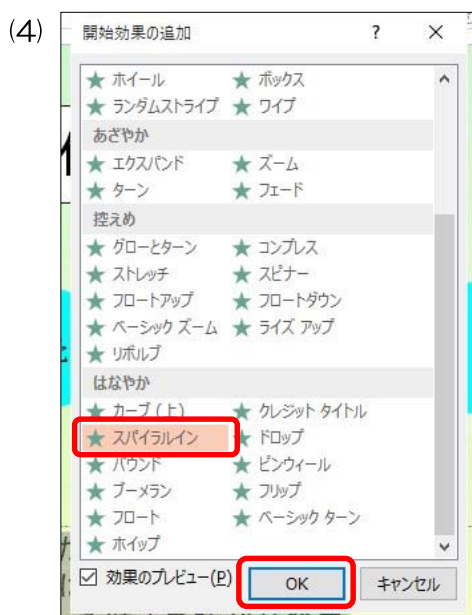 (4)
開始効果の追加 ? ×
ホイール ボックス
ランダムストライプ ワイプ
あざやか
エクスパンド ズーム
ターン フェード
控えめ
グローとターン コンプレス
ストレッチ スピナー
フロートアップ フロートダウン
ベーシック ズーム ライズ アップ
リボルブ
はなやか
カーブ (上) クレジット タイトル
スパイラルイン ドロップ
バウンド ピンウィール
ブーメラン フリップ
フロート ベーシック ターン
ホイップ
効果のプレビュー(P) OK キャンセル